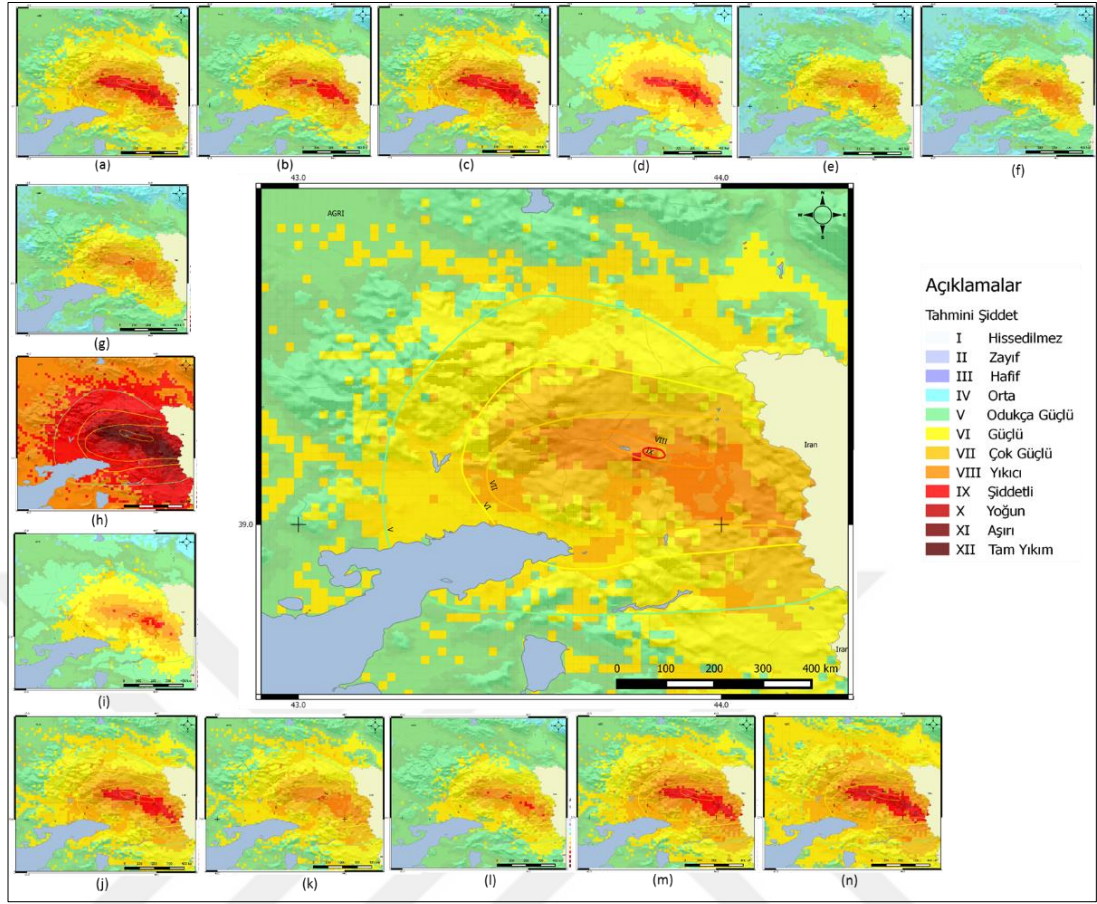 (a)
(b)
(c)
(d)
(e)
(f)
(g)
(h)
(i)
43.0
44.0
AGRI
N
W
E
S
VIII
IX
Iran
VII
VI
V
39.0
Iran
0 100 200 300 400 km
43.0
44.0
Açıklamalar
Tahmini Şiddet
I Hissedilmez
II Zayıf
III Hafif
IV Orta
V Odukça Güçlü
VI Güçlü
VII Çok Güçlü
VIII Yıkıcı
IX Şiddetli
X Yoğun
XI Aşırı
XII Tam Yıkım
(j)
(k)
(l)
(m)
(n)